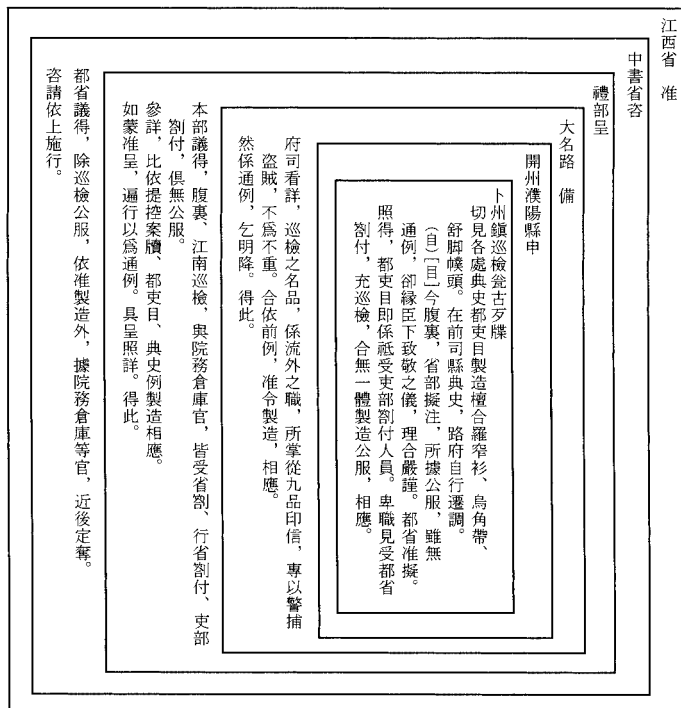 江西省　准
中書省咨
禮部呈
大名路　備
開州濮陽縣申
卜州鎮巡檢瓮古歹牒
切見各處典史都吏目製造檀合羅窄衫、烏角帶、
舒脚幞頭。在前司縣典史，路府自行遷調。
（自）［目］今腹裏，省部擬注，所據公服，雖無
通例，卻緣臣下致敬之儀，理合嚴謹。都省准擬。
照得，都吏目即係祗受吏部劄付人員。卑職見受都省
劄付，充巡檢，合無一體製造公服，相應。
府司看詳，巡檢之名品，係流外之職，所掌從九品印信，專以警捕
盜賊，不爲不重。合依前例，准令製造，相應。
然係通例，乞明降。得此。
本部議得，腹裏、江南巡檢，與院務倉庫官，皆受省劄、行省劄付、吏部
劄付，俱無公服。
參詳，比依提控案牘、都吏目、典史例製造相應。
如蒙准呈，遍行以爲通例。具呈照詳。得此。
都省議得，除巡檢公服，依准製造外，據院務倉庫等官，近後定奪。
咨請依上施行。